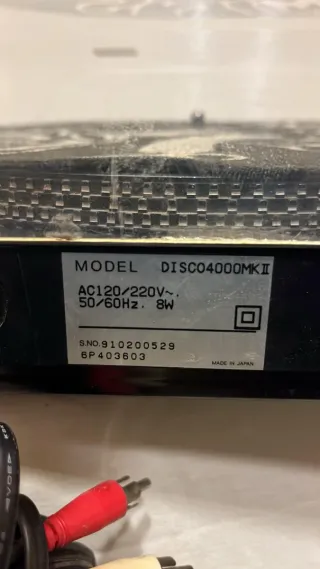 MODEL DISCO4000MKⅡ
AC120/220V~.
50/60Hz. 8W
S.NO.910200529
6P403603
MADE IN JAPAN